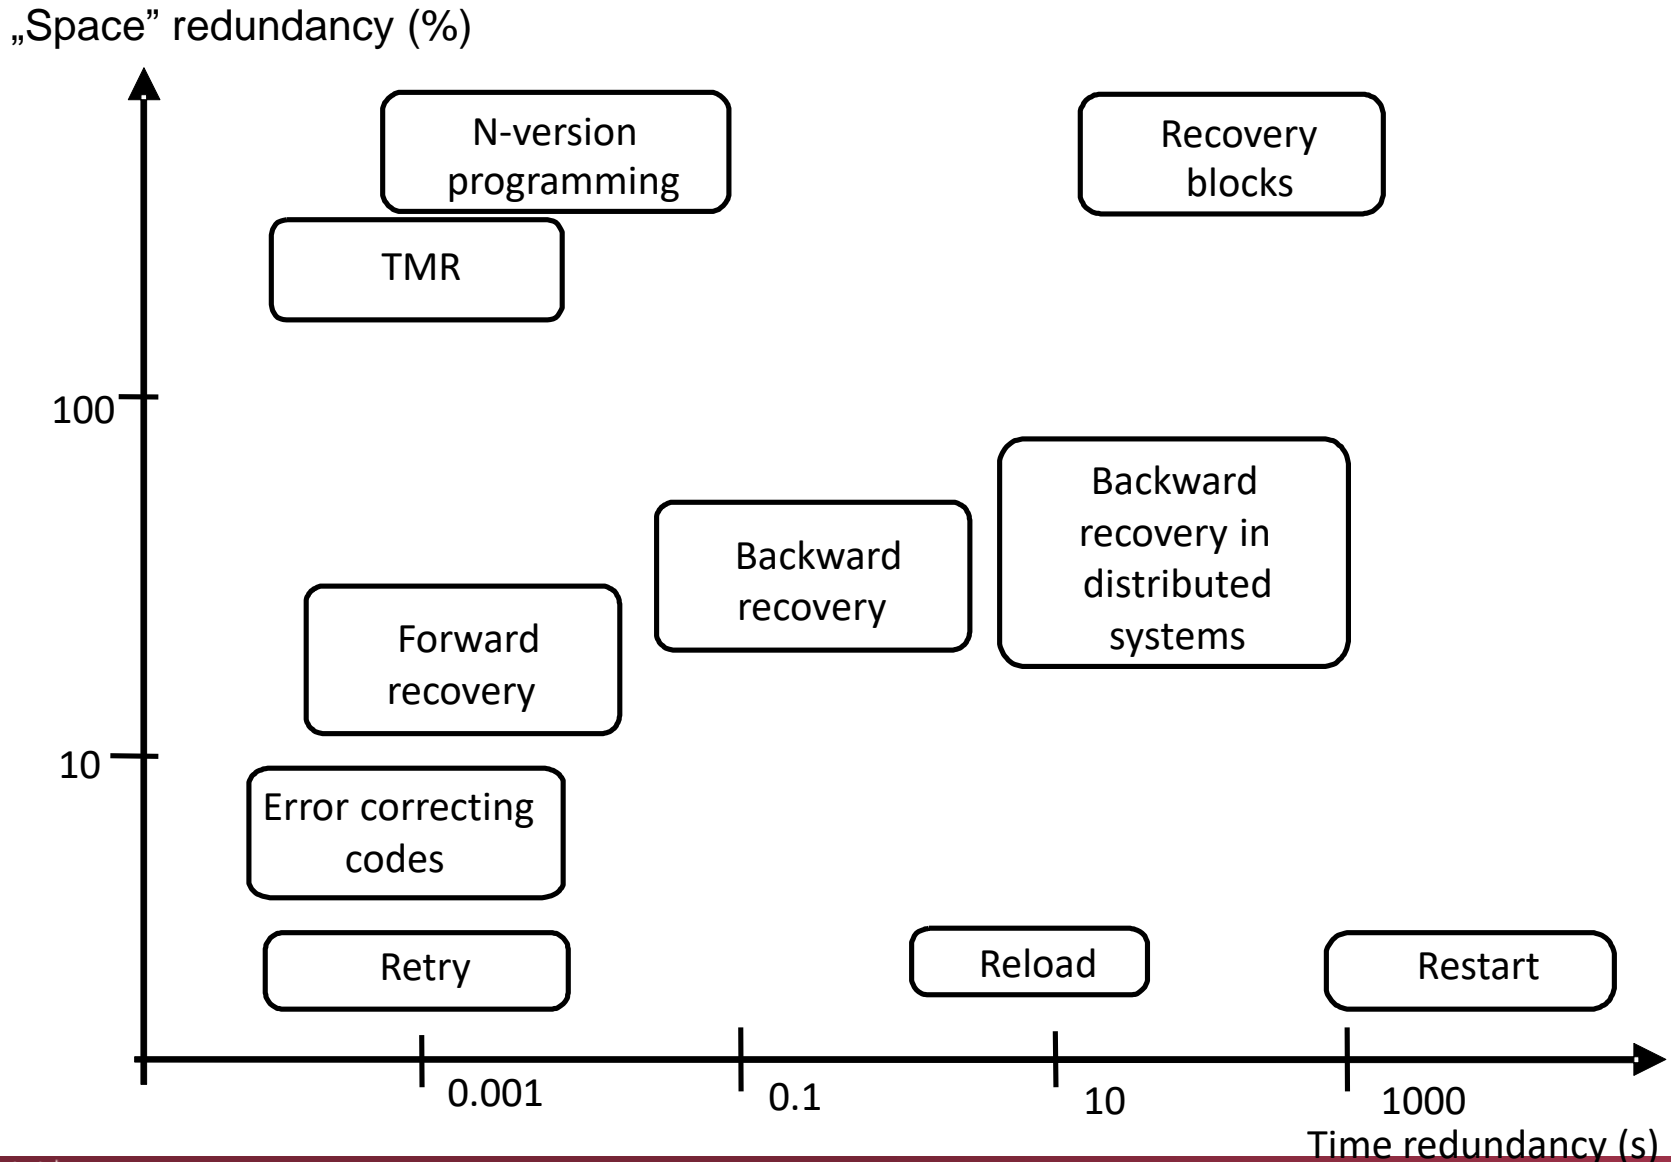 „Space” redundancy (%)
N-version
programming
Recovery
blocks
TMR
100
Backward
recovery in
distributed
systems
Backward
recovery
Forward
recovery
10
Error correcting
codes
Retry
Reload
Restart
0.001
0.1
10
1000
Time redundancy (s)